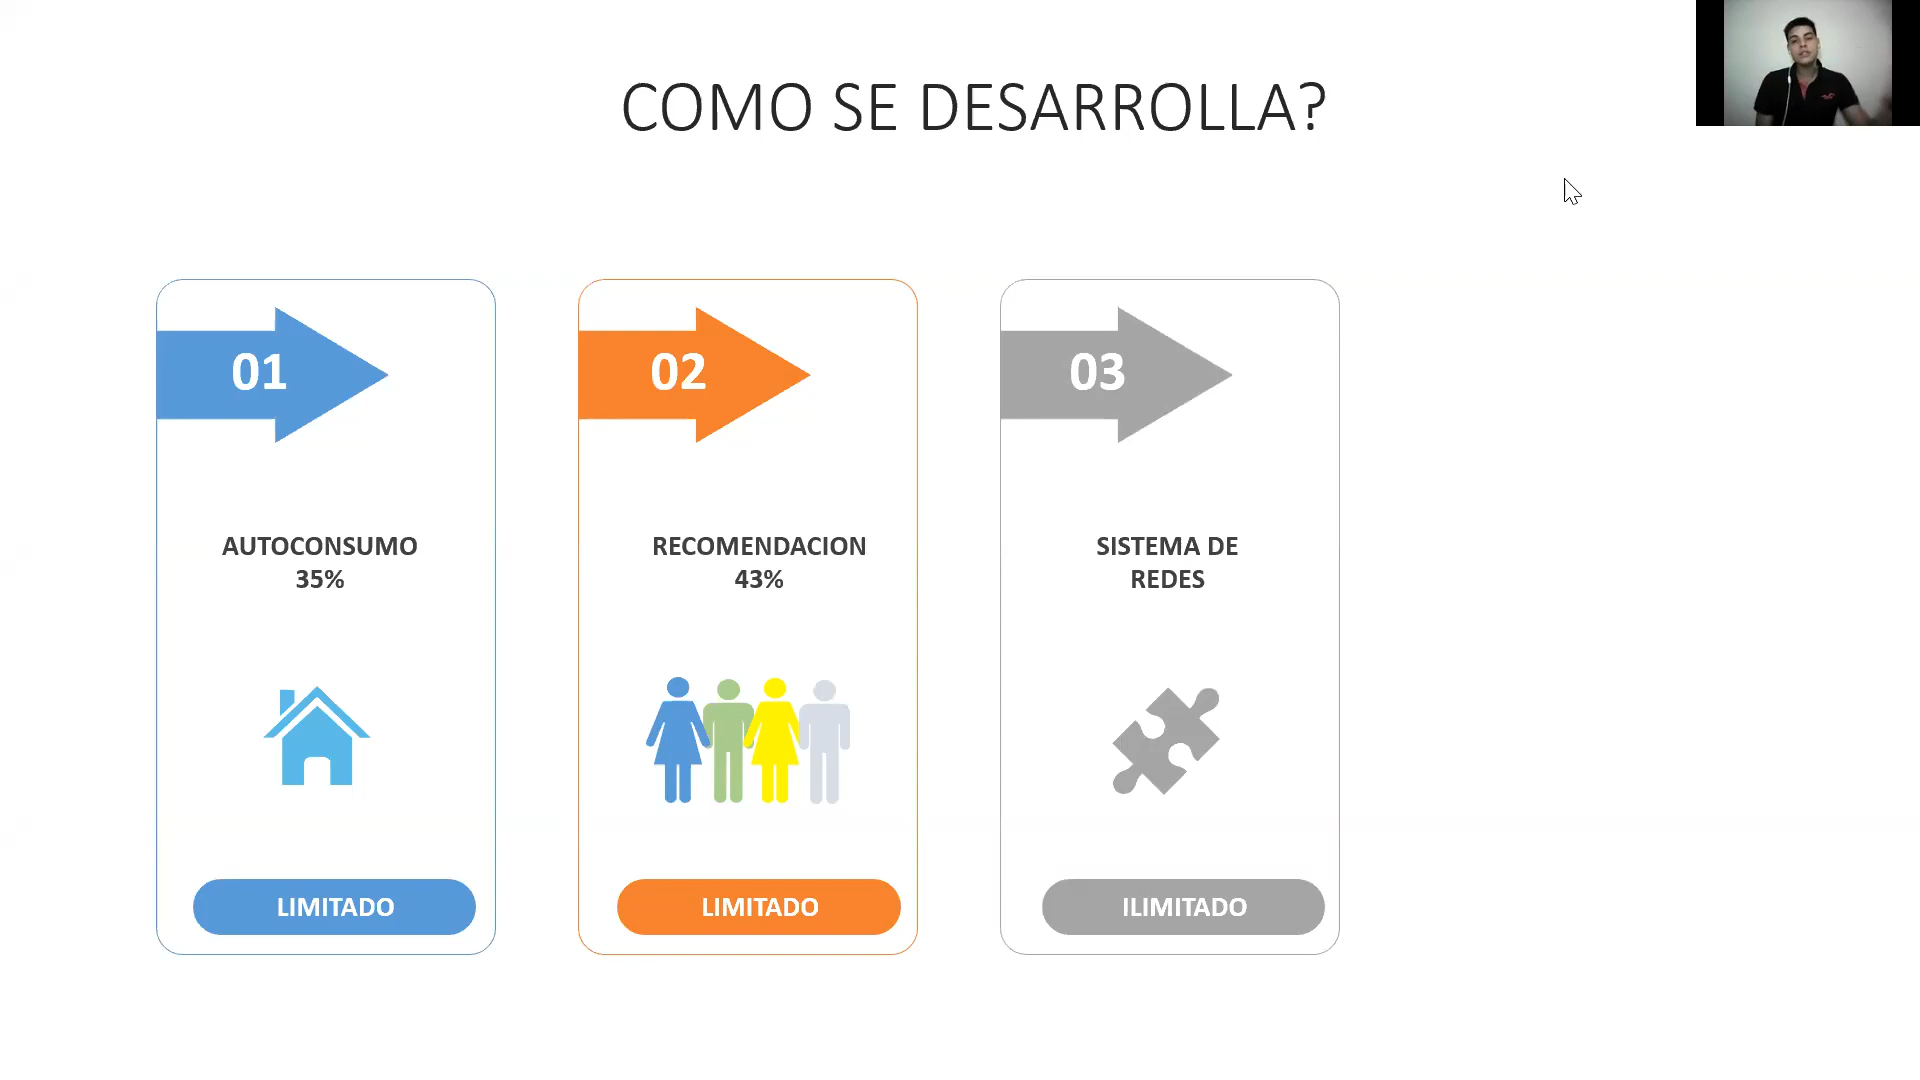 COMO SE DESARROLLA?
01
AUTOCONSUMO
35%
LIMITADO
02
RECOMENDACION
43%
LIMITADO
03
SISTEMA DE
REDES
ILIMITADO